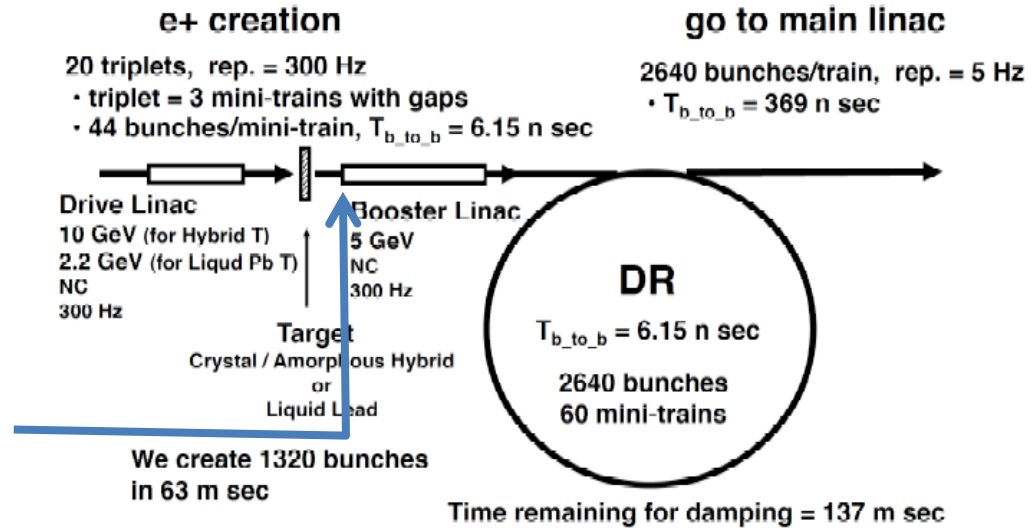 e+ creation
20 triplets, rep. = 300 Hz
• triplet = 3 mini-trains with gaps
• 44 bunches/mini-train, Tb_to_b = 6.15 n sec
go to main linac
2640 bunches/train, rep. = 5 Hz
• Tb_to_b = 369 n sec
Drive Linac
10 GeV (for Hybrid T)
2.2 GeV (for Liqud Pb T)
NC
300 Hz
Booster Linac
5 GeV
NC
300 Hz
Target
Crystal / Amorphous Hybrid
or
Liquid Lead
DR
Tb_to_b = 6.15 n sec
2640 bunches
60 mini-trains
We create 1320 bunches
in 63 m sec
Time remaining for damping = 137 m sec